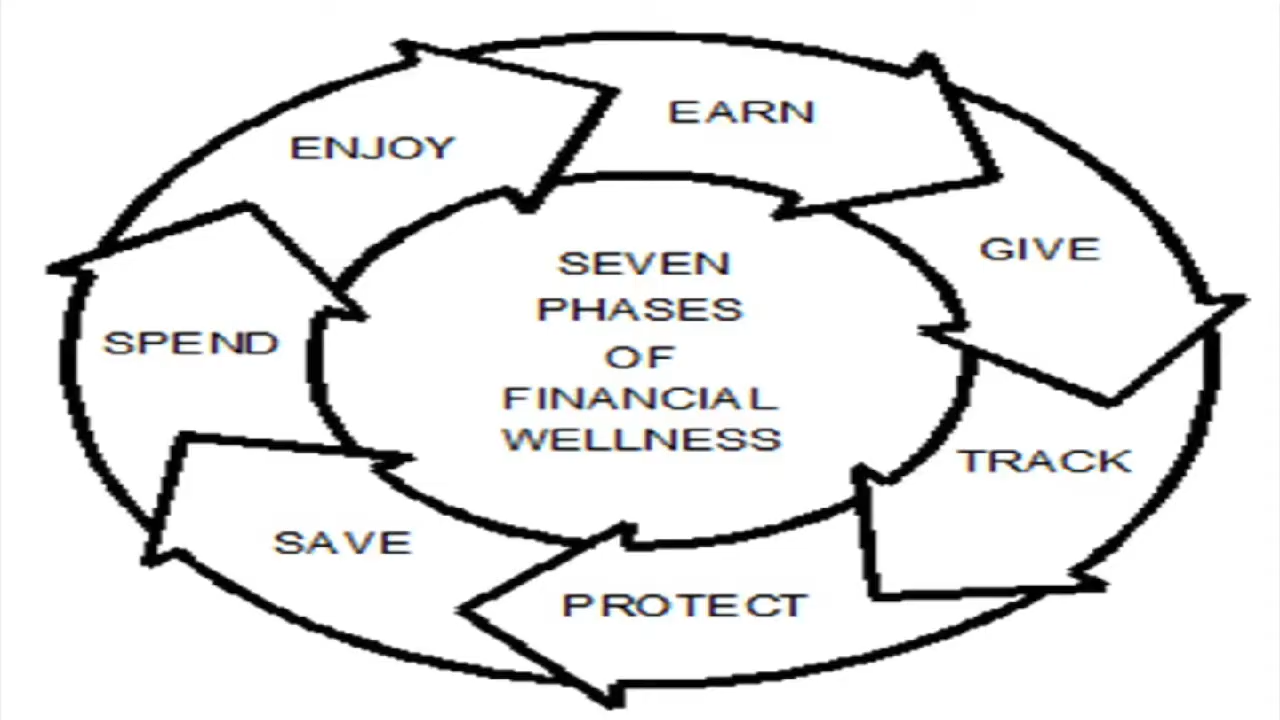 EARN
ENJOY
GIVE
SEVEN
PHASES
OF
FINANCIAL
WELLNESS
SPEND
TRACK
SAVE
PROTECT